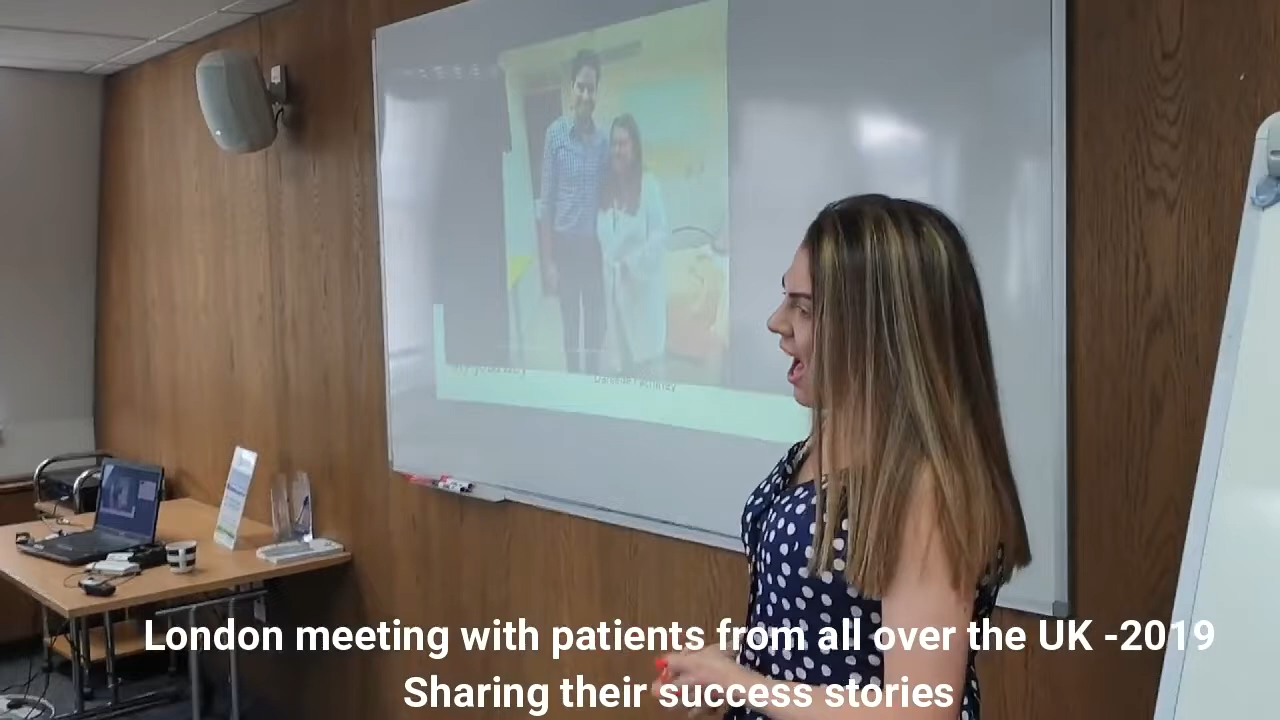 London meeting with patients from all over the UK -2019
Sharing their success stories